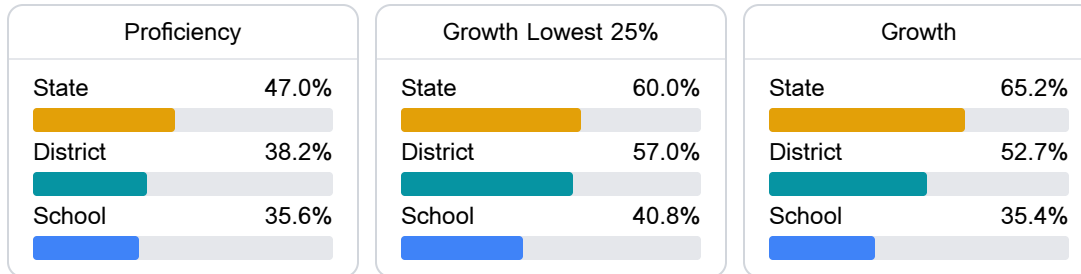 Proficiency
State 47.0%
District 38.2%
School 35.6%
Growth Lowest 25%
State 60.0%
District 57.0%
School 40.8%
Growth
State 65.2%
District 52.7%
School 35.4%